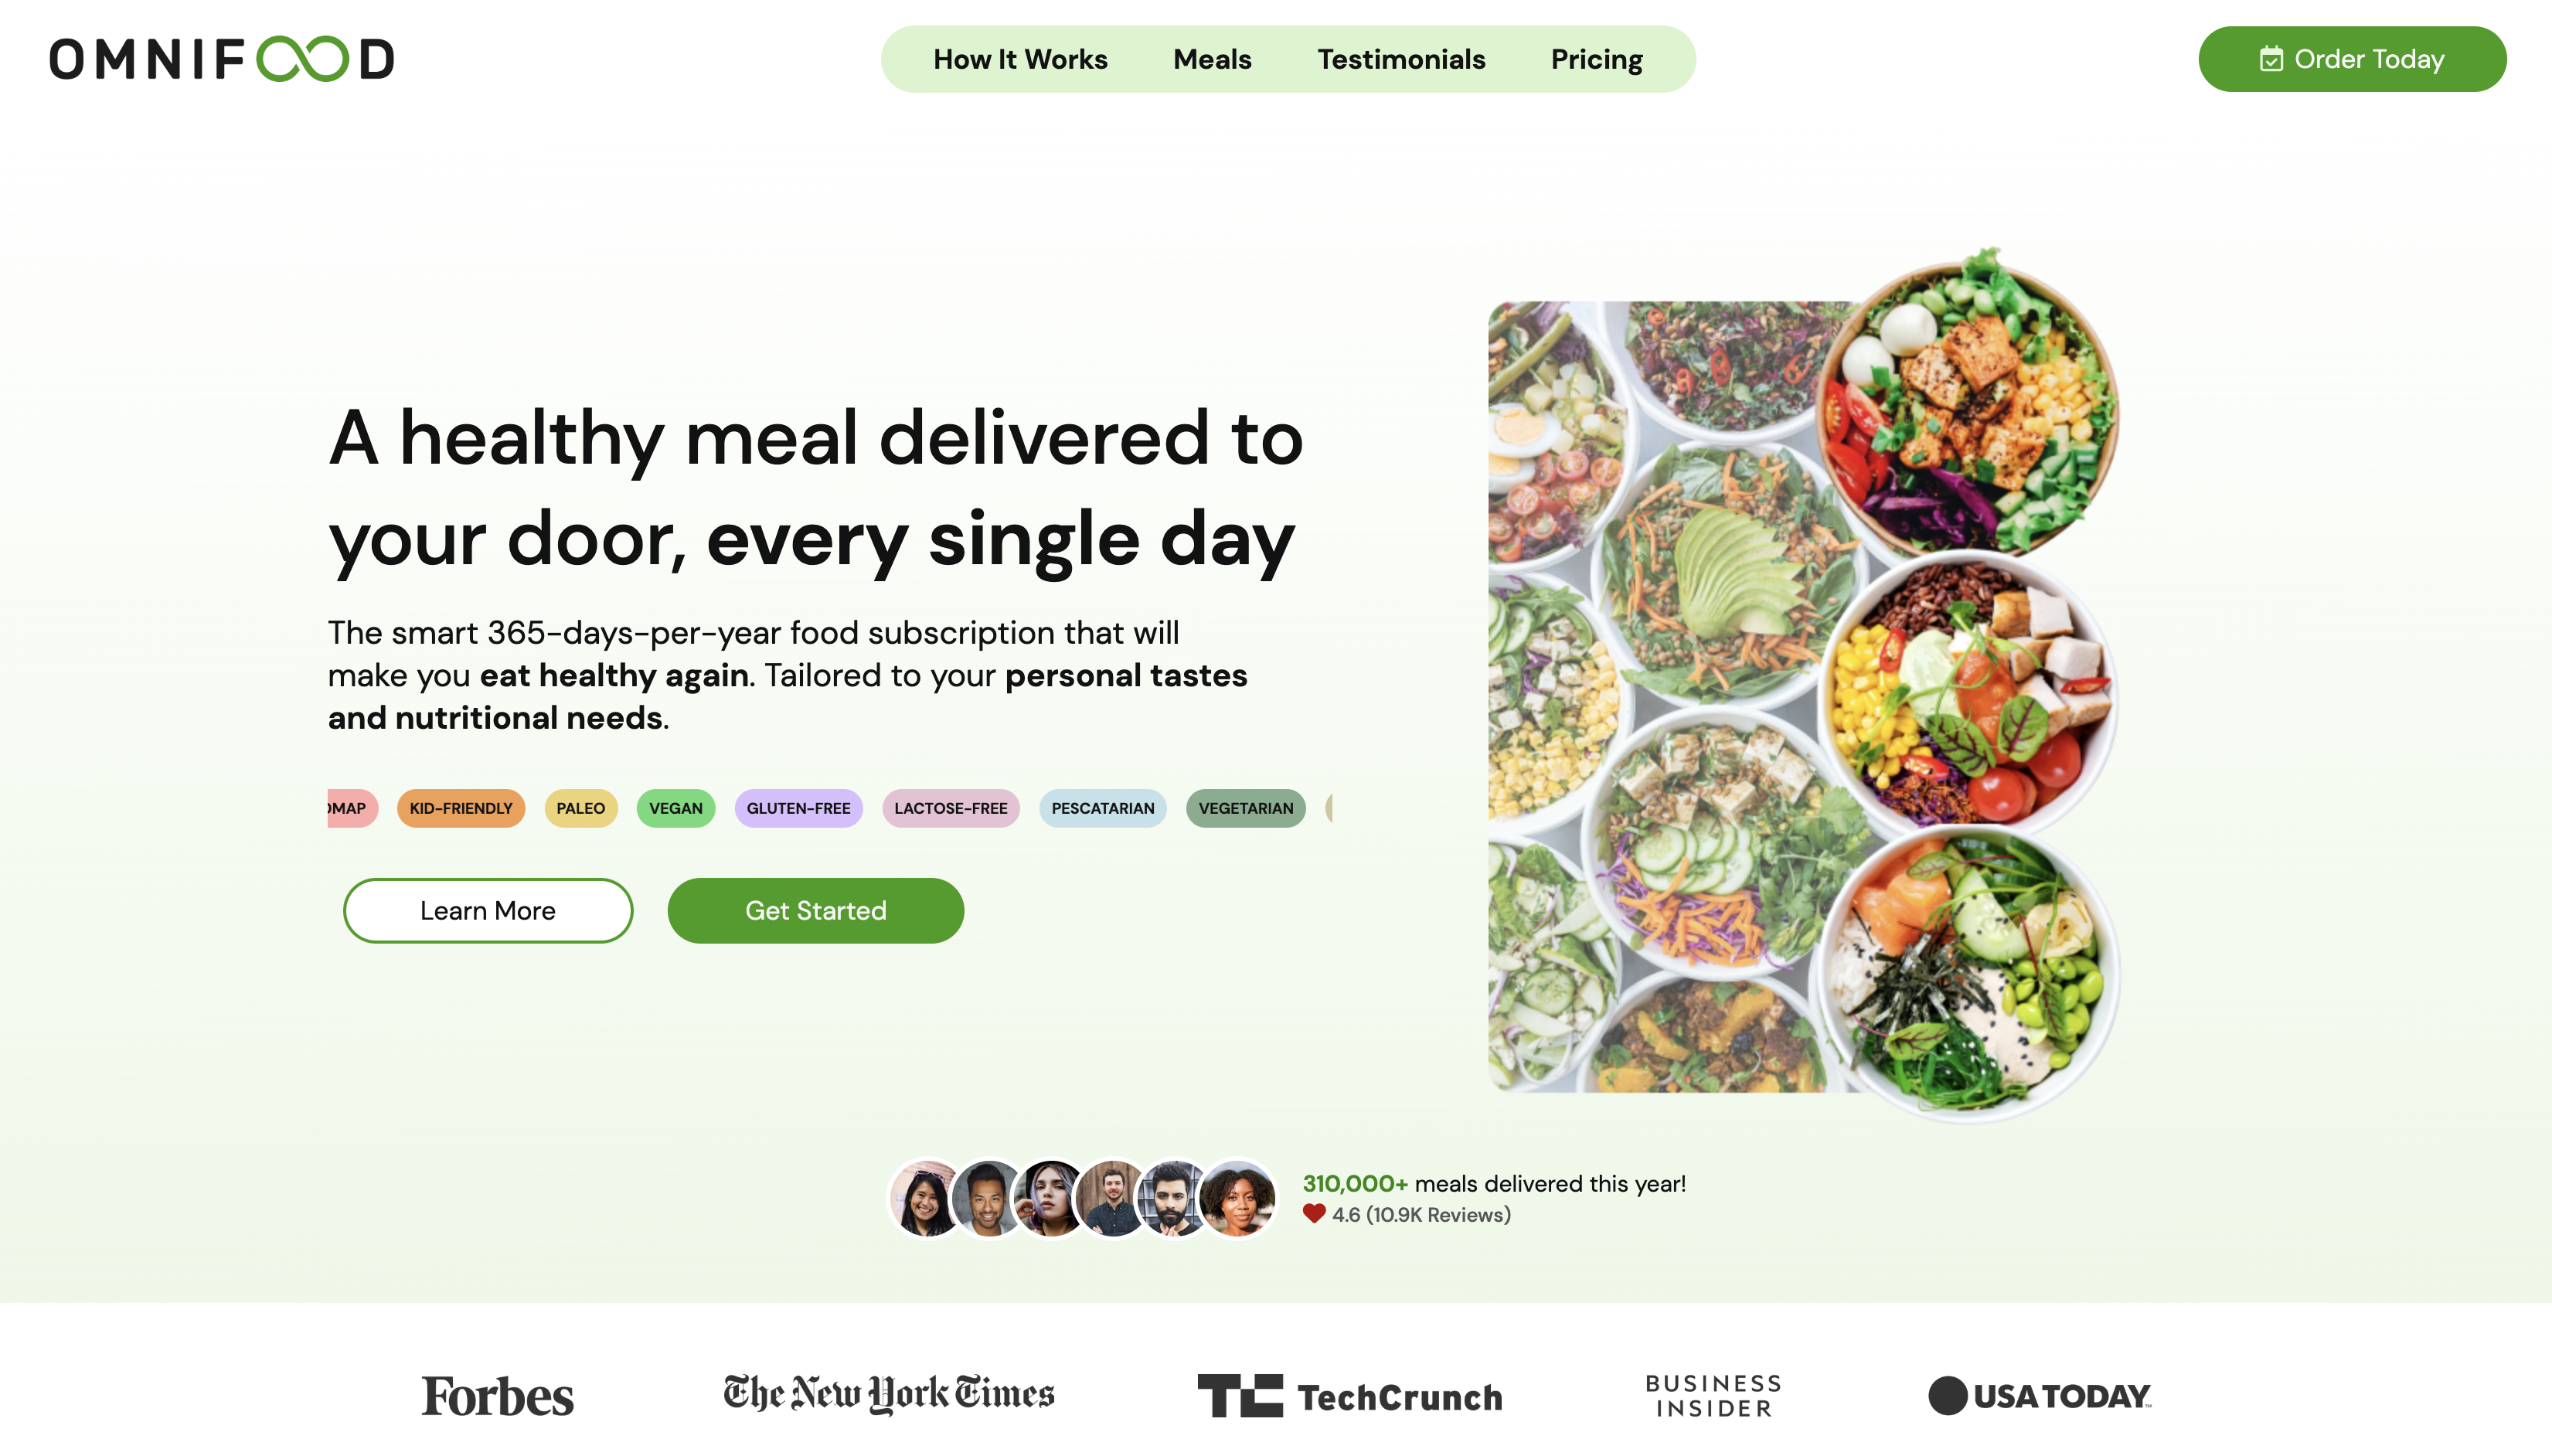 OMNIFOOD
How It Works
Meals
Testimonials
Pricing
Order Today
A healthy meal delivered to
your door, every single day
The smart 365-days-per-year food subscription that will
make you eat healthy again. Tailored to your personal tastes
and nutritional needs.
KID-FRIENDLY
PALEO
VEGAN
GLUTEN-FREE
LACTOSE-FREE
PESCATARIAN
VEGETARIAN
Learn More
Get Started
310,000+ meals delivered this year!
4.6 (10.9K Reviews)
Forbes
The New York Times
TC TechCrunch
BUSINESS
INSIDER
USA TODAY